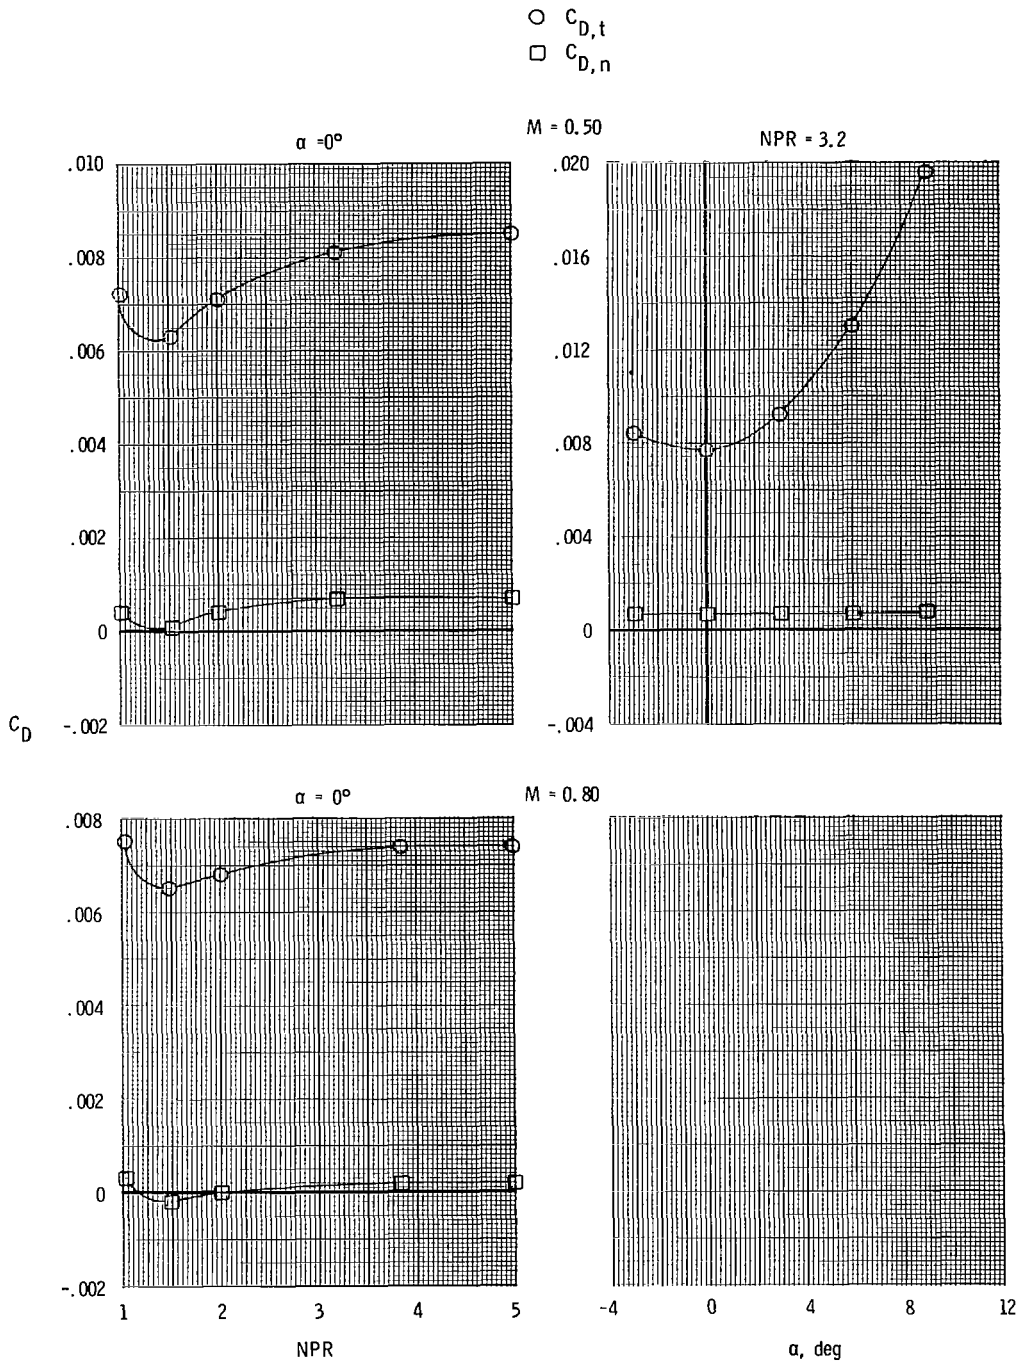 C_D,t
C_D,n
M = 0.50
α =0°
NPR = 3.2
.010
.008
.006
.004
.002
0
-.002
.020
.016
.012
.008
.004
0
-.004
C_D
α = 0°
M = 0.80
.008
.006
.004
.002
0
-.002
1 2 3 4 5
NPR
-4 0 4 8 12
α, deg